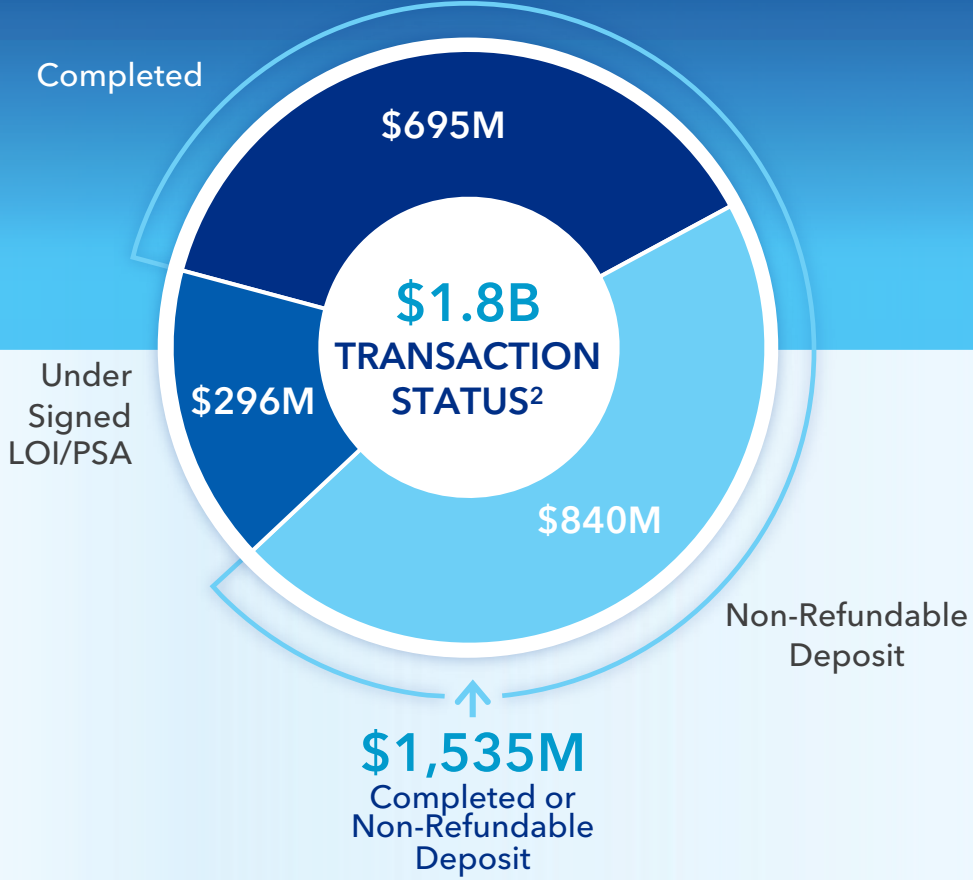 Completed
$695M
$1.8B
TRANSACTION
STATUS²
Under
Signed
LOI/PSA
$296M
$840M
Non-Refundable
Deposit
$1,535M
Completed or
Non-Refundable
Deposit